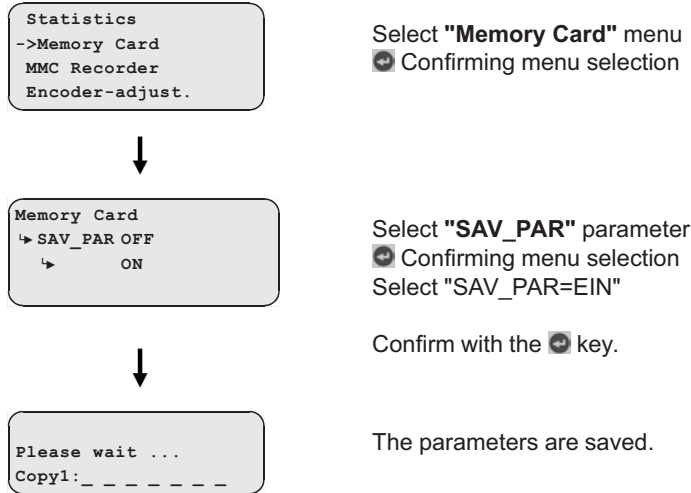 Statistics
->Memory Card
MMC Recorder
Encoder-adjust.
Select "Memory Card" menu
Confirming menu selection
Memory Card
SAV_PAR OFF
ON
Select "SAV_PAR" parameter
Confirming menu selection
Select "SAV_PAR=EIN"
Confirm with the key.
Please wait ...
Copy1:_ _ _ _ _ _ _
The parameters are saved.